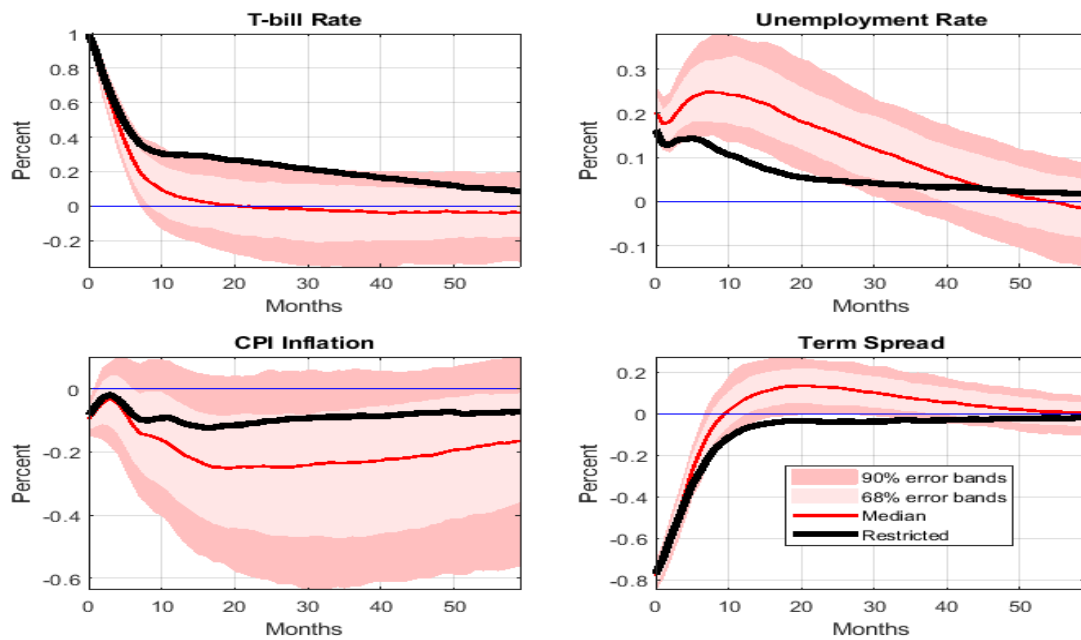 T-bill Rate
Percent
1
0.8
0.6
0.4
0.2
0
-0.2
0
10
20
30
40
50
Months
Unemployment Rate
Percent
0.3
0.2
0.1
0
-0.1
0
10
20
30
40
50
Months
CPI Inflation
Percent
0
-0.2
-0.4
-0.6
0
10
20
30
40
50
Months
Term Spread
Percent
0.2
0
-0.2
-0.4
-0.6
-0.8
0
10
20
30
40
50
Months
90% error bands
68% error bands
Median
Restricted